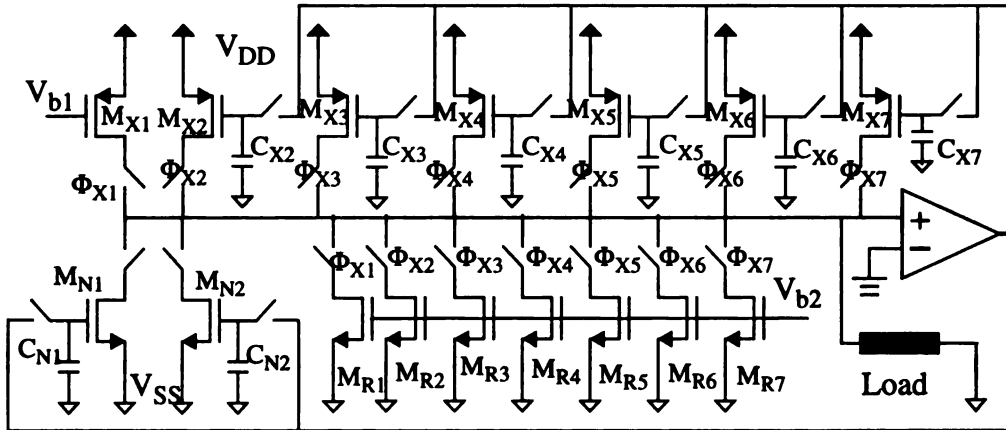 V_DD
V_b1
M_X1 M_X2 M_X3 M_X4 M_X5 M_X6 M_X7
C_X2 C_X3 C_X4 C_X5 C_X6 C_X7
Φ_X1 Φ_X2 Φ_X3 Φ_X4 Φ_X5 Φ_X6 Φ_X7
+
−
Φ_X1 Φ_X2 Φ_X3 Φ_X4 Φ_X5 Φ_X6 Φ_X7
M_N1 M_N2
V_b2
C_N1 C_N2
V_SS
M_R1 M_R2 M_R3 M_R4 M_R5 M_R6 M_R7
Load